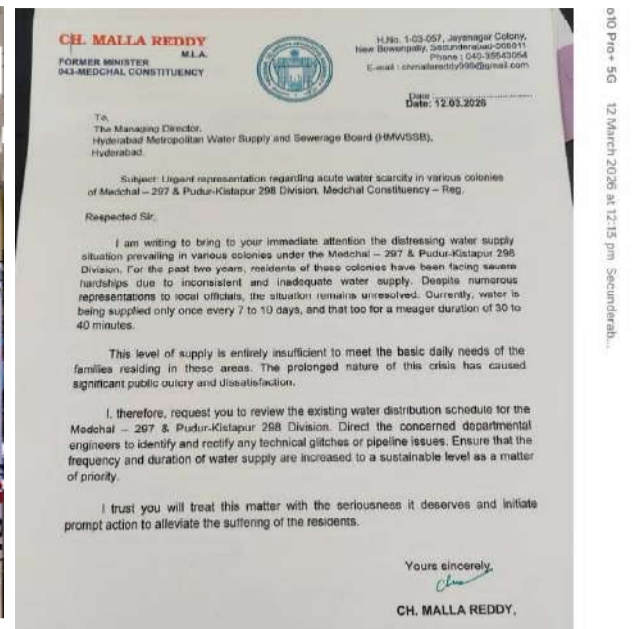 CH. MALLA REDDY
M.L.A.
FORMER MINISTER
043-MEDCHAL CONSTITUENCY
H.No. 1-03-057, Jayanagar Colony,
New Bowenpally, Secunderabad-500011
Phone : 040-35543054
E-mail :
Date
Date: 12.03.2026
To,
The Managing Director,
Hyderabad Metropolitan Water Supply and Sewerage Board (HMWSSB),
Hyderabad.
Subject: Urgent representation regarding acute water scarcity in various colonies
of Medchal – 297 & Pudur-Kistapur 298 Division, Medchal Constituency – Reg.
Respected Sir,
I am writing to bring to your immediate attention the distressing water supply
situation prevailing in various colonies under the Medchal – 297 & Pudur-Kistapur 298
Division. For the past two years, residents of these colonies have been facing severe
hardships due to inconsistent and inadequate water supply. Despite numerous
representations to local officials, the situation remains unresolved. Currently, water is
being supplied only once every 7 to 10 days, and that too for a meager duration of 30 to
40 minutes.
This level of supply is entirely insufficient to meet the basic daily needs of the
families residing in these areas. The prolonged nature of this crisis has caused
significant public outcry and dissatisfaction.
I, therefore, request you to review the existing water distribution schedule for the
Medchal – 297 & Pudur-Kistapur 298 Division. Direct the concerned departmental
engineers to identify and rectify any technical glitches or pipeline issues. Ensure that the
frequency and duration of water supply are increased to a sustainable level as a matter
of priority.
I trust you will treat this matter with the seriousness it deserves and initiate
prompt action to alleviate the suffering of the residents.
Yours sincerely,
CH. MALLA REDDY,
o10 Pro+ 5G 12 March 2026 at 12:13 pm Secunderab...